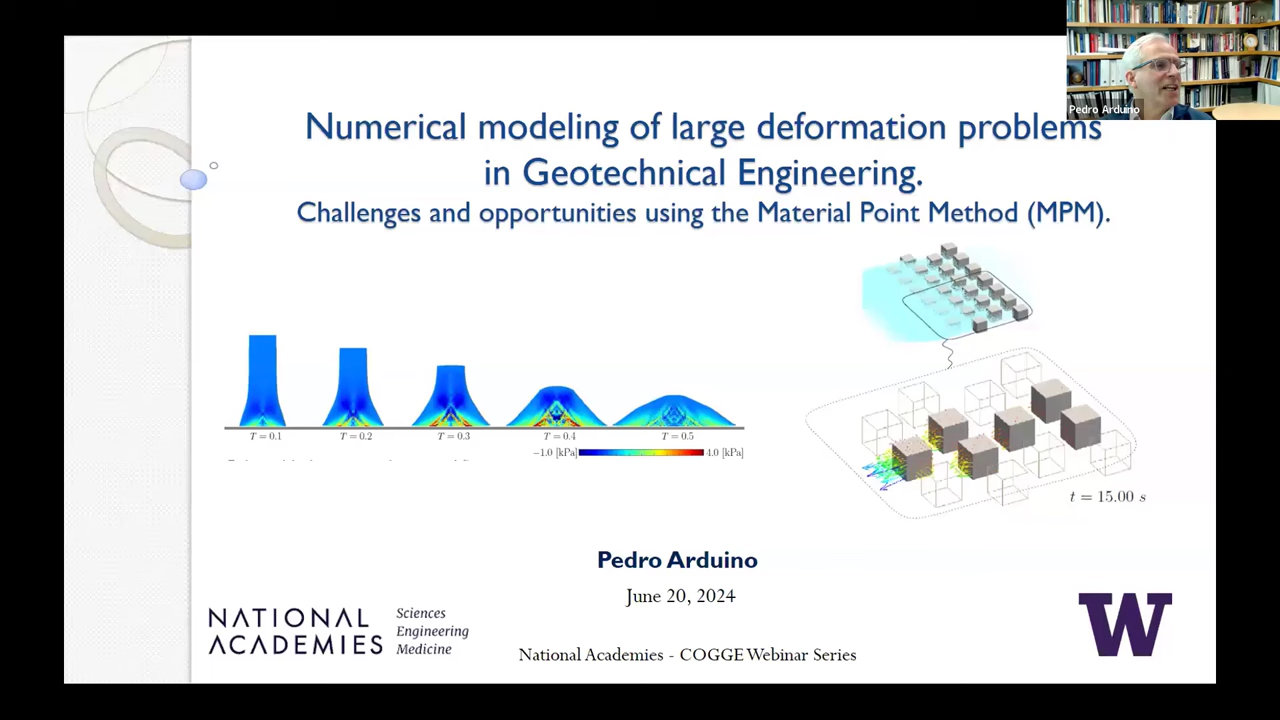 Pedro Arduino
Numerical modeling of large deformation problems
in Geotechnical Engineering.
Challenges and opportunities using the Material Point Method (MPM).
T = 0.1
T = 0.2
T = 0.3
T = 0.4
T = 0.5
−1.0 [kPa]
4.0 [kPa]
t = 15.00 s
Pedro Arduino
June 20, 2024
NATIONAL
ACADEMIES
Sciences
Engineering
Medicine
National Academies - COGGE Webinar Series
W